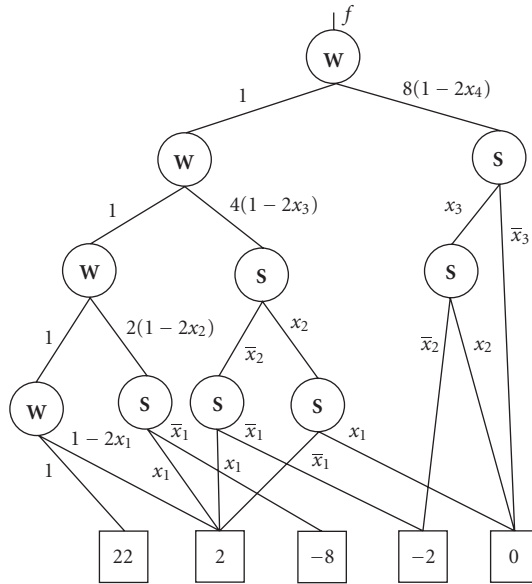 f
W
1
8(1 − 2x₄)
W
S
1
4(1 − 2x₃)
x₃
x̅₃
W
S
S
1
2(1 − 2x₂)
x̅₂
x₂
x̅₂
x₂
W
S
S
S
1
1 − 2x₁
x₁
x̅₁
x₁
x̅₁
x̅₁
x₁
22
2
−8
−2
0